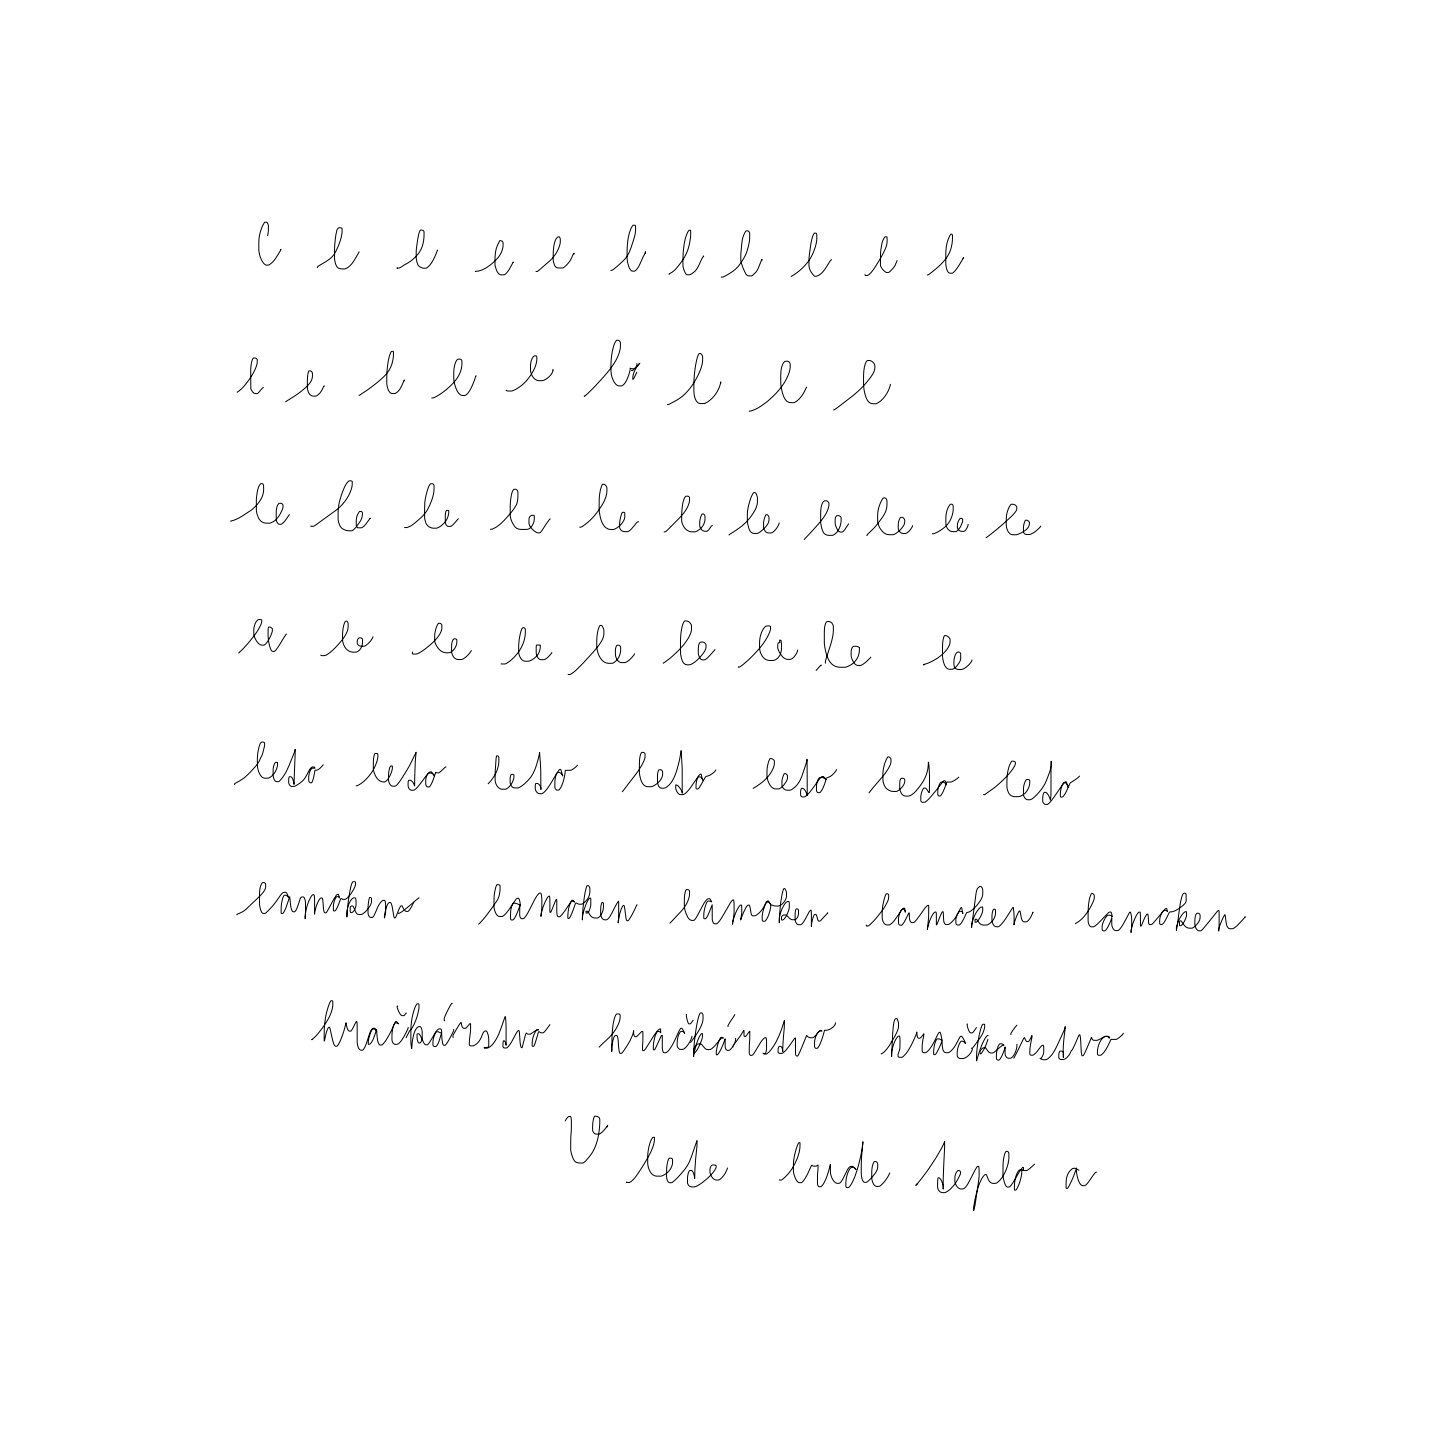 l l l l l l l l l l l
l l l l l l l l l
le le le le le le le le le le le
le le le le le le le le le
leto leto leto leto leto leto leto
lamoken lamoken lamoken lamoken lamoken
hračkárstvo hračkárstvo hračkárstvo
V lete bude teplo a